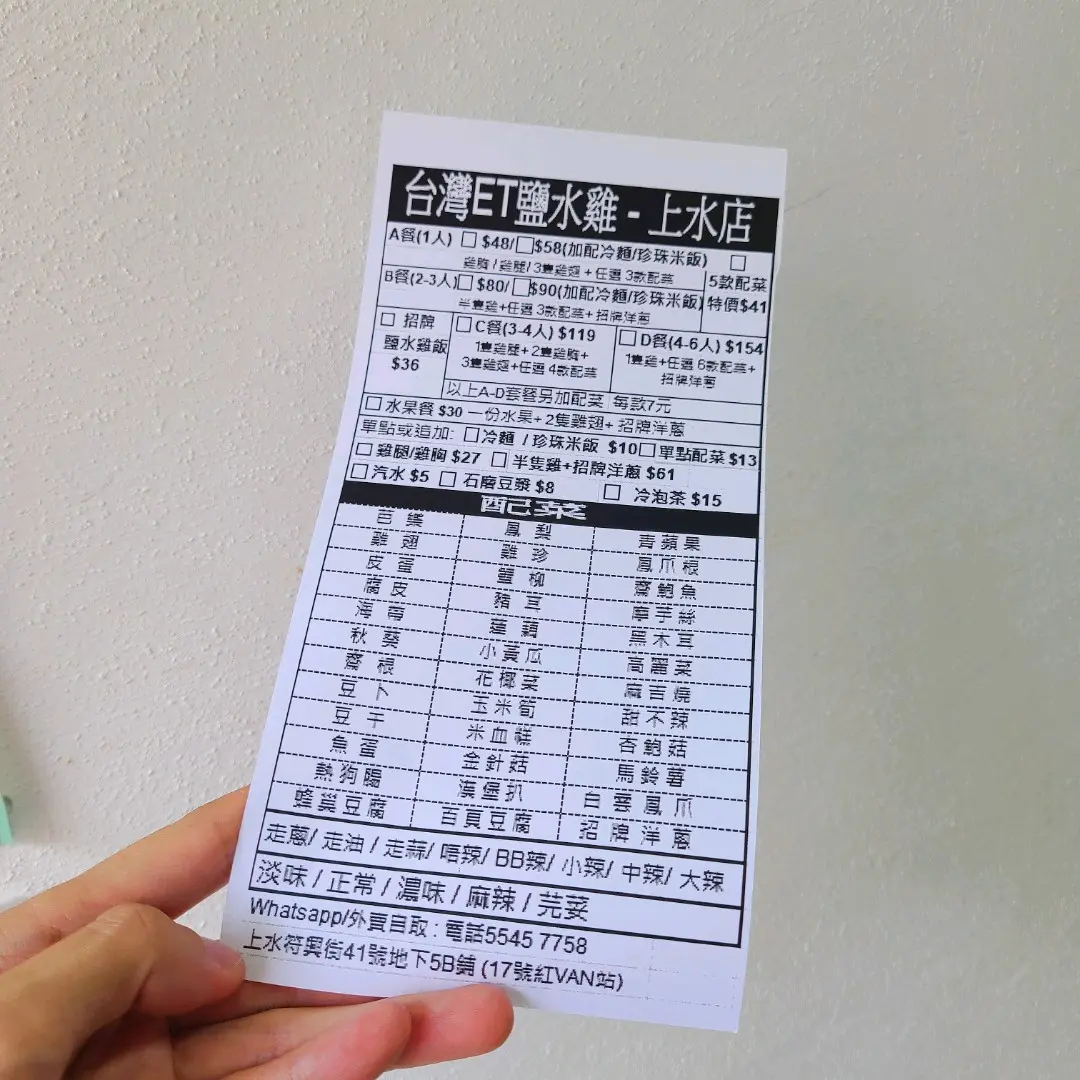 台灣ET鹽水雞 - 上水店
A餐(1人) □ $48/□$58(加配冷麵/珍珠米飯) □
雞胸 / 雞腿/ 3隻雞翅 + 任選 3款配菜
5款配菜
特價$41
B餐(2-3人)□ $80/ □$90(加配冷麵/珍珠米飯)
半隻雞+任選 3款配菜+ 招牌洋蔥
□ 招牌
鹽水雞飯
$36
□C餐(3-4人) $119
1隻雞腿+ 2隻雞胸+
3隻雞翅+任選 4款配菜
□D餐(4-6人) $154
1隻雞+任選 6款配菜+
招牌洋蔥
以上A-D套餐另加配菜 每款7元
□ 水果餐 $30 一份水果+ 2隻雞翅+ 招牌洋蔥
單點或追加: □冷麵 / 珍珠米飯 $10□單點配菜 $13
□ 雞腿/雞胸 $27 □ 半隻雞+招牌洋蔥 $61
□ 汽水 $5 □ 石磨豆漿 $8 □ 冷泡茶 $15
配菜
芭樂 鳳梨 青蘋果
雞翅 雞珍 鳳爪根
皮蛋 蟹柳 齋鮑魚
腐皮 豬耳 摩芋絲
海帶 蓮藕 黑木耳
秋葵 小黃瓜 高麗菜
齋根 花椰菜 麻吉燒
豆卜 玉米筍 甜不辣
豆干 米血糕 杏鮑菇
魚蛋 金針菇 馬鈴薯
熱狗腸 漢堡扒 白雲鳳爪
蜂巢豆腐 百頁豆腐 招牌洋蔥
走蔥/ 走油 / 走蒜/ 唔辣/ BB辣/ 小辣/ 中辣/ 大辣
淡味 / 正常 / 濃味 / 麻辣 / 芫荽
Whatsapp/外賣自取 : 電話5545 7758
上水符興街41號地下5B鋪 (17號紅VAN站)